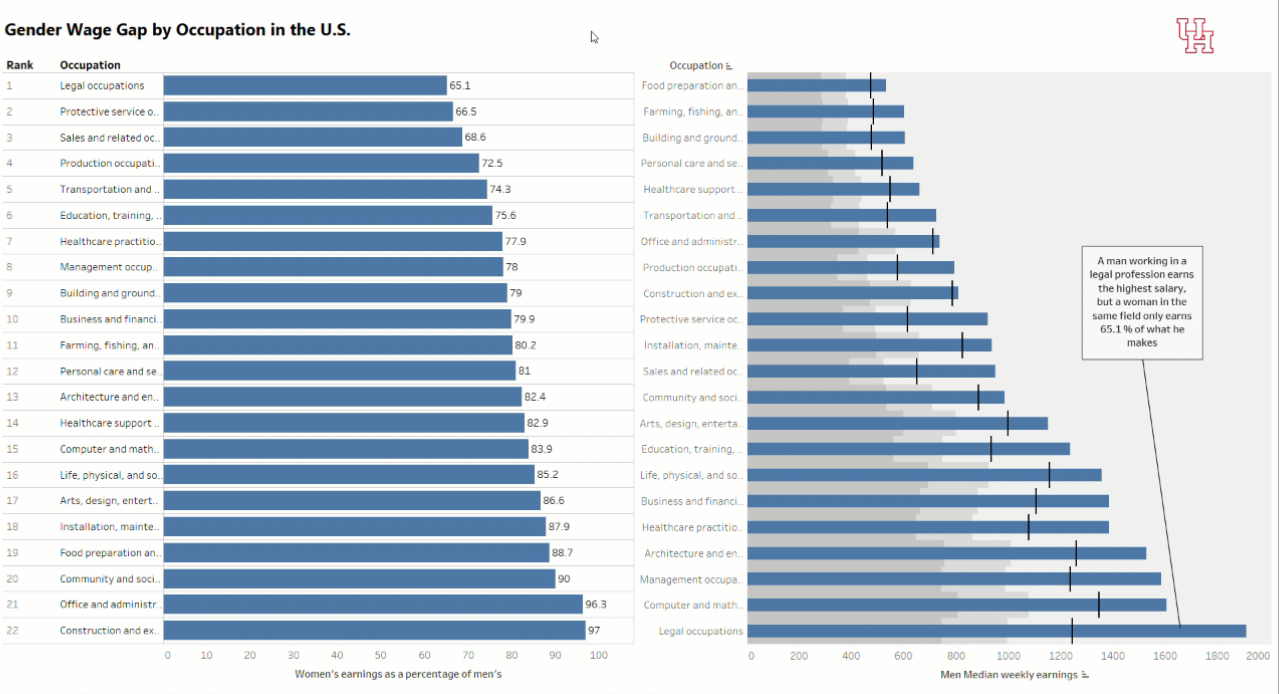 Gender Wage Gap by Occupation in the U.S.
UH
Rank Occupation
1 Legal occupations 65.1
2 Protective service o.. 66.5
3 Sales and related oc.. 68.6
4 Production occupati.. 72.5
5 Transportation and .. 74.3
6 Education, training, .. 75.6
7 Healthcare practitio.. 77.9
8 Management occup.. 78
9 Building and ground.. 79
10 Business and financi.. 79.9
11 Farming, fishing, an.. 80.2
12 Personal care and se.. 81
13 Architecture and en.. 82.4
14 Healthcare support .. 82.9
15 Computer and math.. 83.9
16 Life, physical, and so.. 85.2
17 Arts, design, entert.. 86.6
18 Installation, mainte.. 87.9
19 Food preparation an.. 88.7
20 Community and soci.. 90
21 Office and administr.. 96.3
22 Construction and ex.. 97
0 10 20 30 40 50 60 70 80 90 100
Women's earnings as a percentage of men's
Occupation
Food preparation an..
Farming, fishing, an..
Building and ground..
Personal care and se..
Healthcare support ..
Transportation and ..
Office and administr..
Production occupati..
Construction and ex..
Protective service oc..
Installation, mainte..
Sales and related oc..
Community and soci..
Arts, design, enterta..
Education, training, ..
Life, physical, and so..
Business and financi..
Healthcare practitio..
Architecture and en..
Management occupa..
Computer and math..
Legal occupations
A man working in a
legal profession earns
the highest salary,
but a woman in the
same field only earns
65.1 % of what he
makes
0 200 400 600 800 1000 1200 1400 1600 1800 2000
Men Median weekly earnings